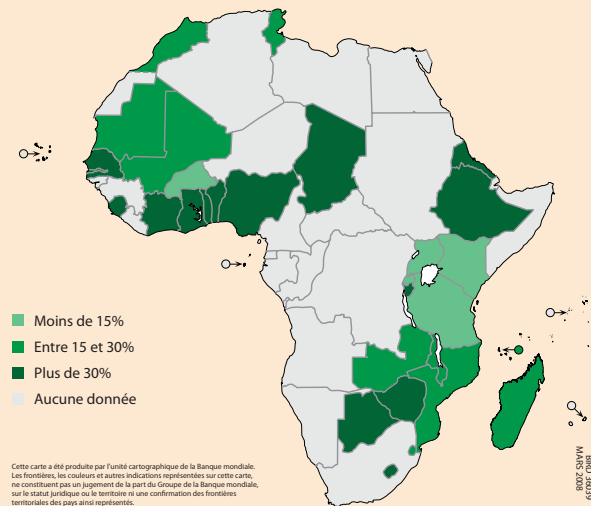 Moins de 15%
Entre 15 et 30%
Plus de 30%
Aucune donnée
Cette carte a été produite par l'unité cartographique de la Banque mondiale.
Les frontières, les couleurs et autres indications représentées sur cette carte,
ne constituent pas un jugement de la part du Groupe de la Banque mondiale,
sur le statut juridique ou le territoire ni une confirmation des frontières
territoriales des pays ainsi représentés.
BIRD 36039
MARS 2008